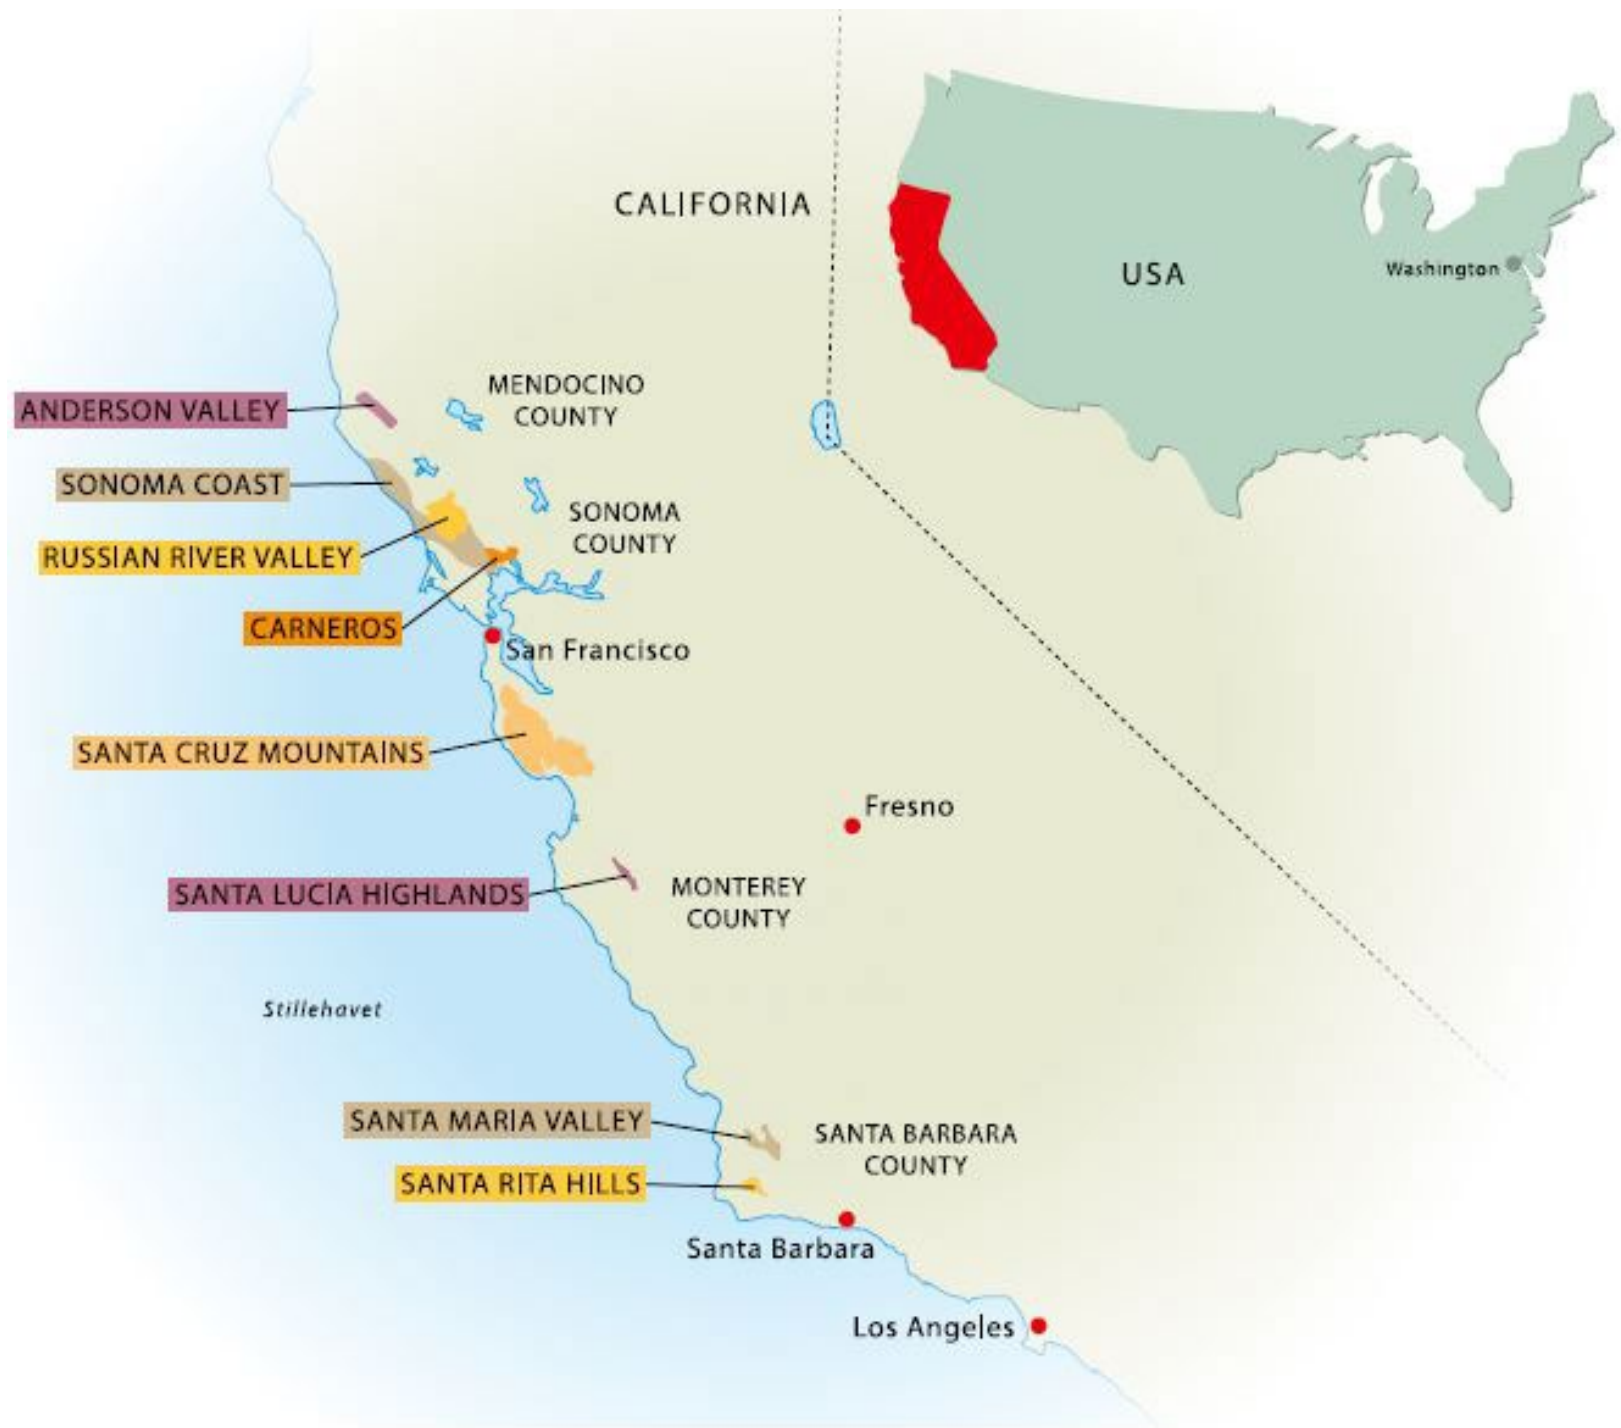 CALIFORNIA
USA
Washington
MENDOCINO
COUNTY
ANDERSON VALLEY
SONOMA COAST
SONOMA
COUNTY
RUSSIAN RIVER VALLEY
CARNEROS
San Francisco
SANTA CRUZ MOUNTAINS
Fresno
SANTA LUCIA HIGHLANDS
MONTEREY
COUNTY
Stillehavet
SANTA MARIA VALLEY
SANTA BARBARA
COUNTY
SANTA RITA HILLS
Santa Barbara
Los Angeles